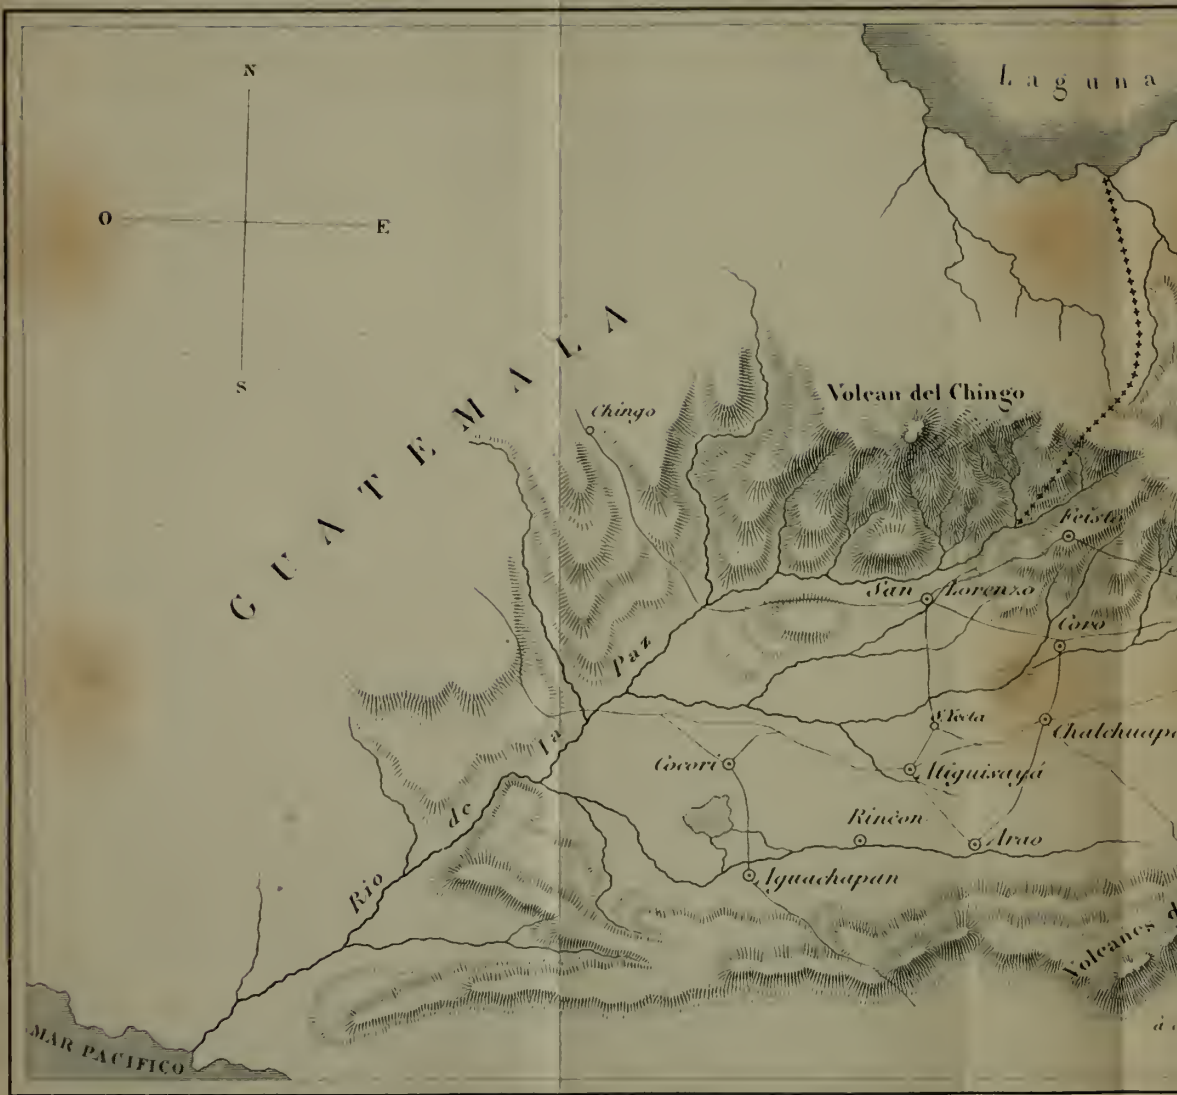 N
Laguna
O
E
S
GUATEMALA
Chingo
Volcan del Chingo
San Lorenzo
Coro
Rio de la Paz
Chalchuapa
Cocori
Atiguisayá
Rincon
Arao
Aguachapan
Volcanes d
MAR PACIFICO